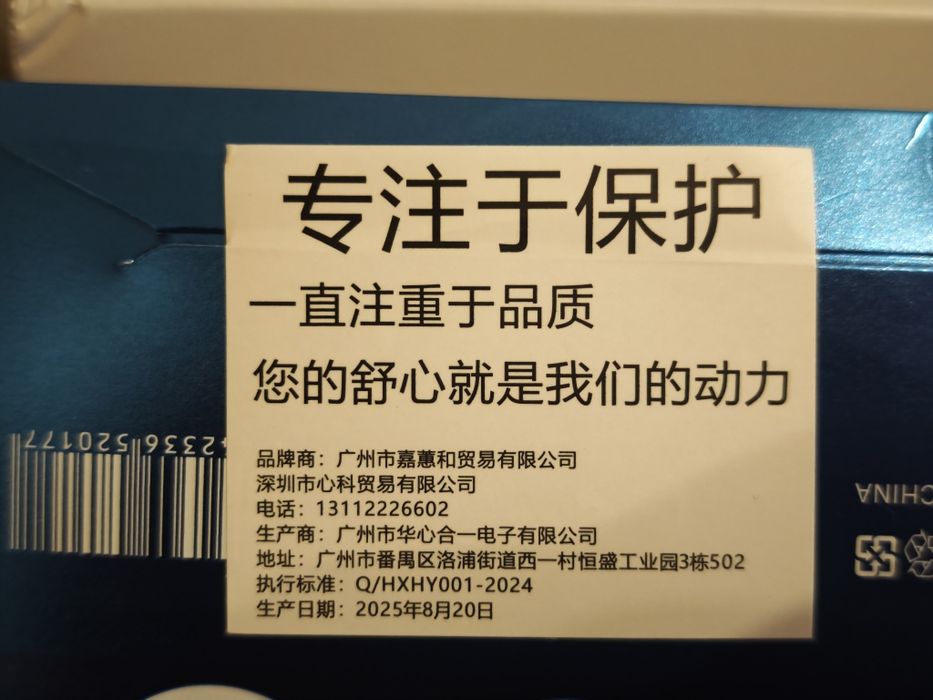 专注于保护
一直注重于品质
您的舒心就是我们的动力
品牌商：广州市嘉蕙和贸易有限公司
深圳市心科贸易有限公司
电话：13112226602
生产商：广州市华心合一电子有限公司
地址：广州市番禺区洛浦街道西一村恒盛工业园3栋502
执行标准：Q/HXHY001-2024
生产日期：2025年8月20日
2336520177
CHINA